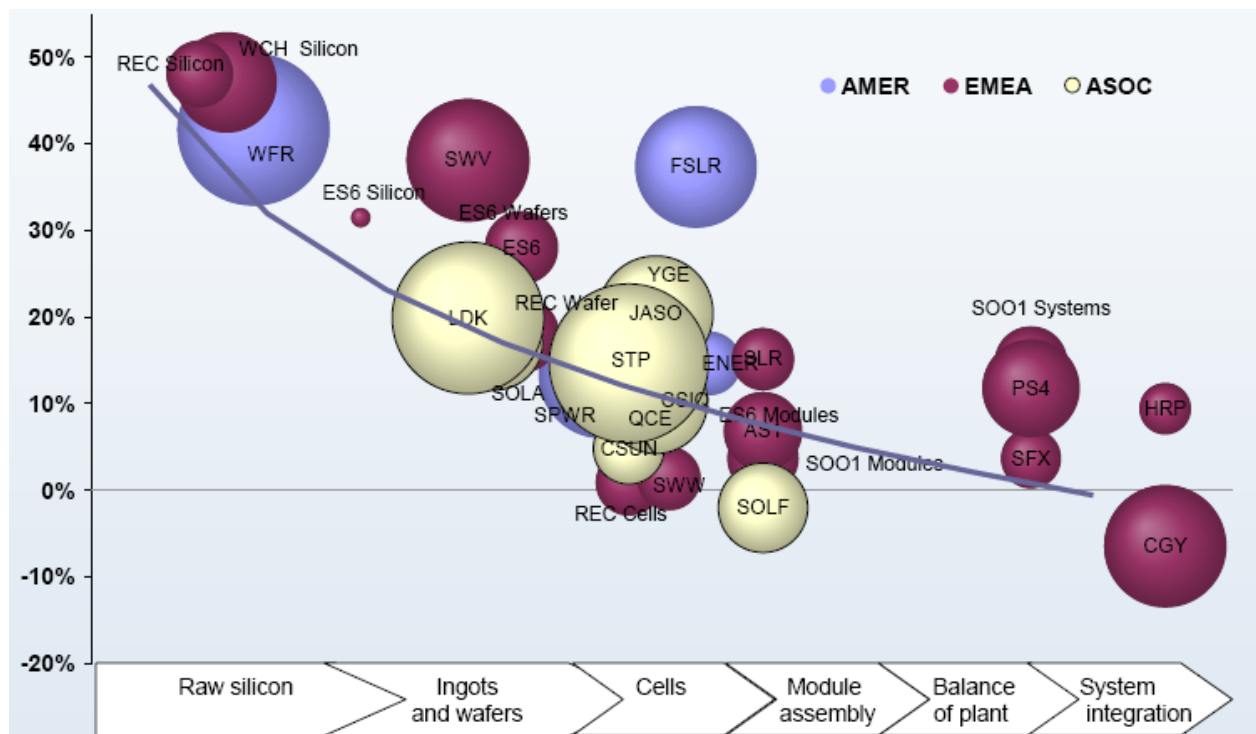 50%
40%
30%
20%
10%
0%
-10%
-20%
AMER
EMEA
ASOC
REC Silicon
WCH Silicon
WFR
ES6 Silicon
SWV
ES6 Wafers
ES6
FSLR
LDK
REC Wafer
SOLA
SPWR
YGE
JASO
STP
ENER
CSIQ
QCE
CSUN
SWW
REC Cells
SLR
ES6 Modules
AS1
SOO1 Modules
SOLF
SOO1 Systems
PS4
SFX
HRP
CGY
Raw silicon
Ingots
and wafers
Cells
Module
assembly
Balance
of plant
System
integration